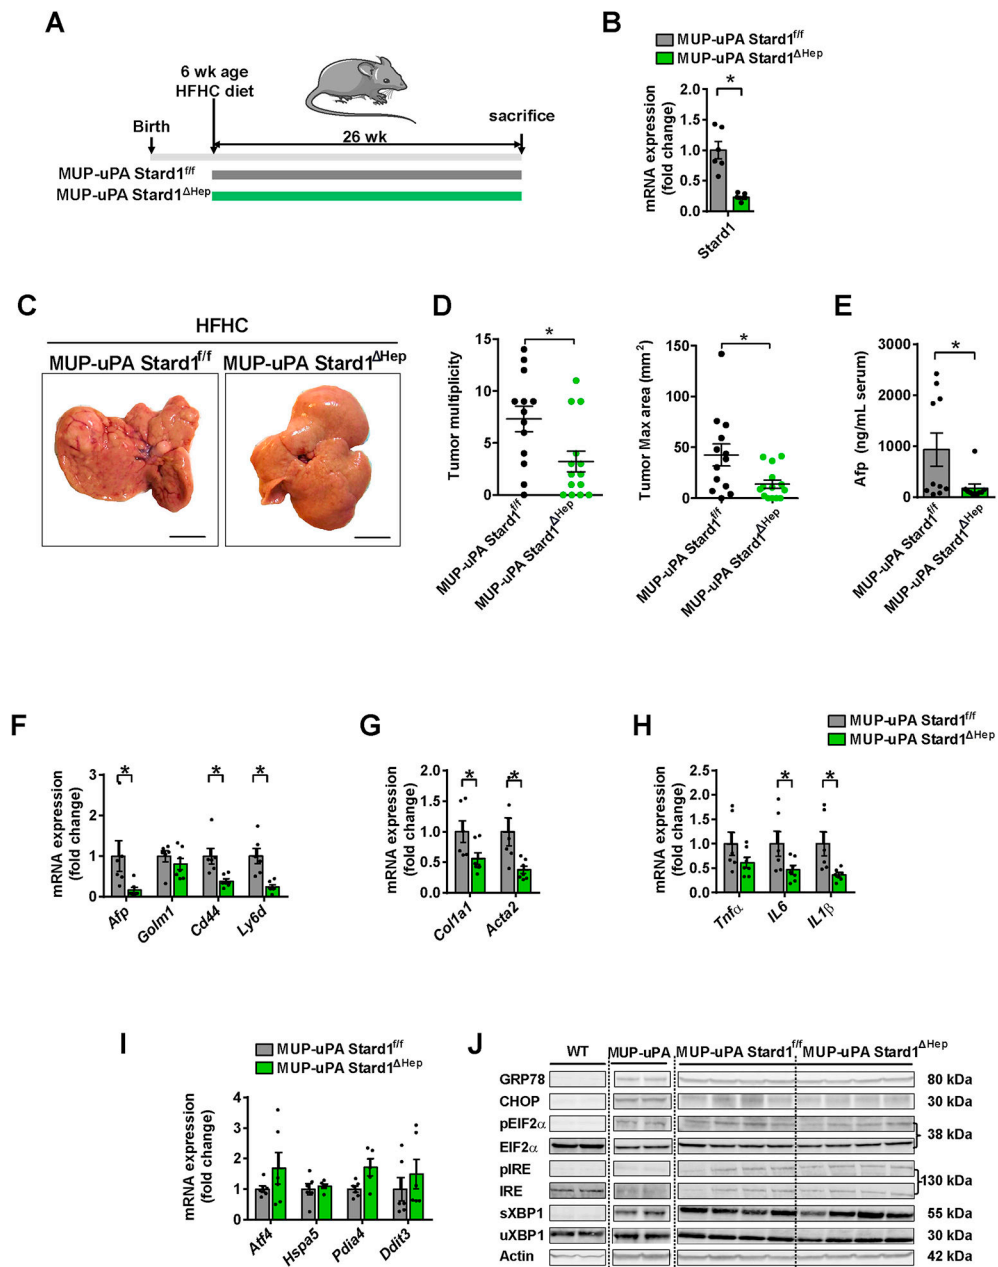 A
6 wk age
HFHC diet
Birth
26 wk
sacrifice
MUP-uPA Stard1f/f
MUP-uPA Stard1ΔHep
B
MUP-uPA Stard1f/f
MUP-uPA Stard1ΔHep
mRNA expression
(fold change)
2.0
1.5
1.0
0.5
0.0
*
Stard1
C
HFHC
MUP-uPA Stard1f/f
MUP-uPA Stard1ΔHep
D
Tumor multiplicity
15
10
5
0
*
MUP-uPA Stard1f/f
MUP-uPA Stard1ΔHep
Tumor Max area (mm2)
150
100
50
0
*
MUP-uPA Stard1f/f
MUP-uPA Stard1ΔHep
E
Afp (ng/mL serum)
3000
2000
1000
0
*
MUP-uPA Stard1f/f
MUP-uPA Stard1ΔHep
F
mRNA expression
(fold change)
3
2
1
0
* * *
Afp Golm1 Cd44 Ly6d
G
mRNA expression
(fold change)
2.0
1.5
1.0
0.5
0.0
* *
Col1a1 Acta2
H
MUP-uPA Stard1f/f
MUP-uPA Stard1ΔHep
mRNA expression
(fold change)
2.5
2.0
1.5
1.0
0.5
0.0
* *
Tnfα IL6 IL1β
I
MUP-uPA Stard1f/f
MUP-uPA Stard1ΔHep
mRNA expression
(fold change)
4
3
2
1
0
Atf4 Hspa5 Pdia4 Ddit3
J
WT MUP-uPA MUP-uPA Stard1f/f MUP-uPA Stard1ΔHep
GRP78 80 kDa
CHOP 30 kDa
pEIF2α
38 kDa
EIF2α
pIRE
130 kDa
IRE
sXBP1 55 kDa
uXBP1 30 kDa
Actin 42 kDa